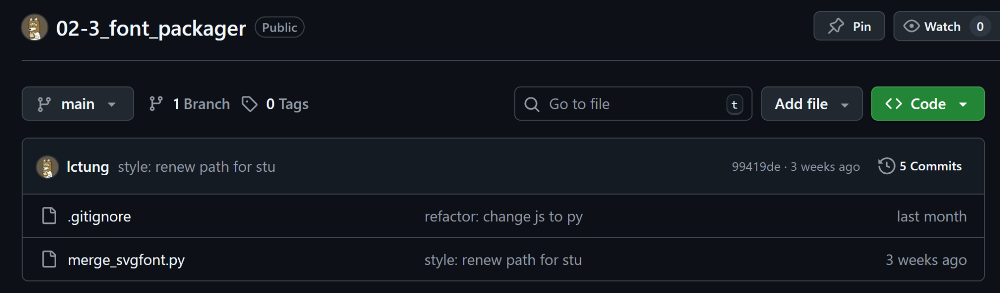 02-3_font_packager Public Pin Watch 0
main 1 Branch 0 Tags Go to file t Add file Code
lctung style: renew path for stu 99419de · 3 weeks ago 5 Commits
.gitignore refactor: change js to py last month
merge_svgfont.py style: renew path for stu 3 weeks ago